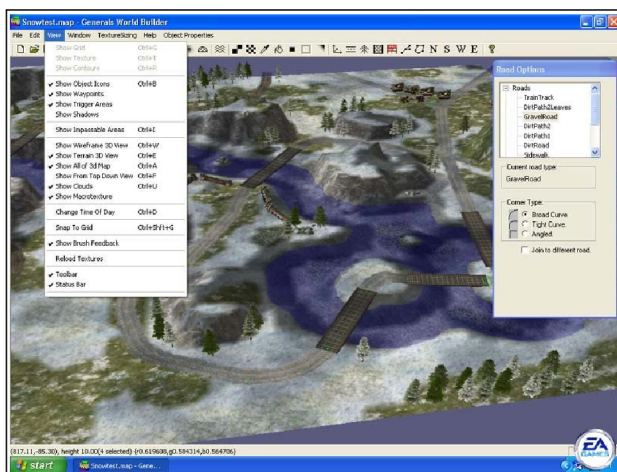 Snowtest.map - Generals World Builder
File Edit View Window TextureSizing Help Object Properties
N S W E
Show Grid Ctrl+G
Show Texture Ctrl+T
Show Contours Ctrl+R
Show Object Icons Ctrl+B
Show Waypoints
Show Trigger Areas
Show Shadows
Show Impassable Areas Ctrl+I
Show Wireframe 3D View Ctrl+W
Show Terrain 3D View Ctrl+E
Show All of 3d Map Ctrl+A
Show From Top Down View Ctrl+F
Show Clouds Ctrl+U
Show Macrotexture
Change Time Of Day Ctrl+D
Snap To Grid Ctrl+Shft+G
Show Brush Feedback
Reload Textures
Toolbar
Status Bar
Road Options
Roads
TrainTrack
DirtPath2Leaves
GravelRoad
DirtPath2
DirtPath1
DirtRoad
Sidewalk
Current road type:
GravelRoad
Corner Type:
Broad Curve.
Tight Curve.
Angled.
Join to different road.
(817.11,-85.30), height 10.00(4 selected) (r0.619608,g0.584314,b0.564706)
start
Snowtest.map - Gene...
EA
GAMES